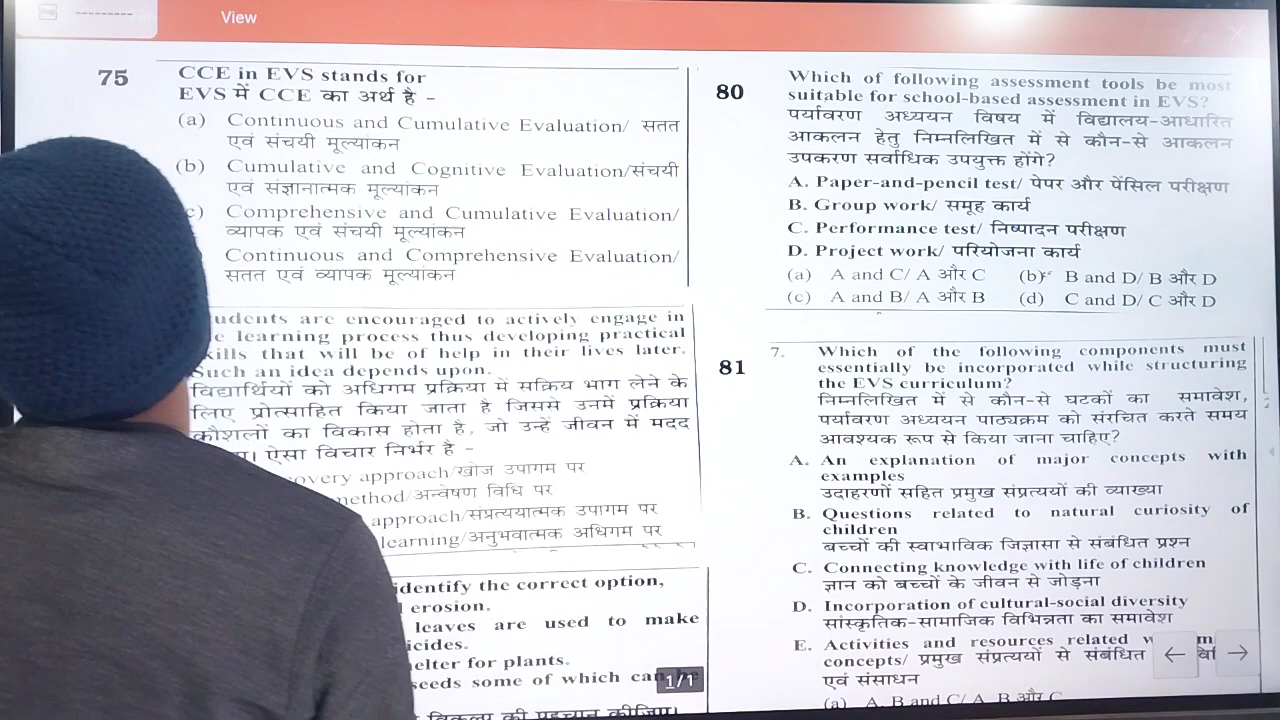 View
75
CCE in EVS stands for
EVS में CCE का अर्थ है -
(a) Continuous and Cumulative Evaluation/ सतत
एवं संचयी मूल्यांकन
(b) Cumulative and Cognitive Evaluation/संचयी
एवं संज्ञानात्मक मूल्यांकन
c) Comprehensive and Cumulative Evaluation/
व्यापक एवं संचयी मूल्यांकन
Continuous and Comprehensive Evaluation/
सतत एवं व्यापक मूल्यांकन
are encouraged to actively engage in
learning process thus developing practical
that will be of help in their lives later.
Such an idea depends upon.
विद्यार्थियों को अधिगम प्रक्रिया में सक्रिय भाग लेने के
लिए प्रोत्साहित किया जाता है जिससे उनमें प्रक्रिया
कौशलों का विकास होता है, जो उन्हें जीवन में मदद
ऐसा विचार निर्भर है -
approach/खोज उपागम पर
method/अन्वेषण विधि पर
approach/संप्रत्ययात्मक उपागम पर
learning/अनुभवात्मक अधिगम पर
identify the correct option,
erosion.
leaves are used to make
for plants.
seeds some of which can
1/1
की पहचान कीजिए।
80
Which of following assessment tools be most
suitable for school-based assessment in EVS?
पर्यावरण अध्ययन विषय में विद्यालय-आधारित
आकलन हेतु निम्नलिखित में से कौन-से आकलन
उपकरण सर्वाधिक उपयुक्त होंगे?
A. Paper-and-pencil test/ पेपर और पेंसिल परीक्षण
B. Group work/ समूह कार्य
C. Performance test/ निष्पादन परीक्षण
D. Project work/ परियोजना कार्य
(a) A and C/ A और C (b) B and D/ B और D
(c) A and B/ A और B (d) C and D/ C और D
81
7. Which of the following components must
essentially be incorporated while structuring
the EVS curriculum?
निम्नलिखित में से कौन-से घटकों का समावेश,
पर्यावरण अध्ययन पाठ्यक्रम को संरचित करते समय
आवश्यक रूप से किया जाना चाहिए?
A. An explanation of major concepts with
examples
उदाहरणों सहित प्रमुख संप्रत्ययों की व्याख्या
B. Questions related to natural curiosity of
children
बच्चों की स्वाभाविक जिज्ञासा से संबंधित प्रश्न
C. Connecting knowledge with life of children
ज्ञान को बच्चों के जीवन से जोड़ना
D. Incorporation of cultural-social diversity
सांस्कृतिक-सामाजिक विभिन्नता का समावेश
E. Activities and resources related
concepts/ प्रमुख संप्रत्ययों से संबंधित
एवं संसाधन
(a) A, B and C/ A, B और C